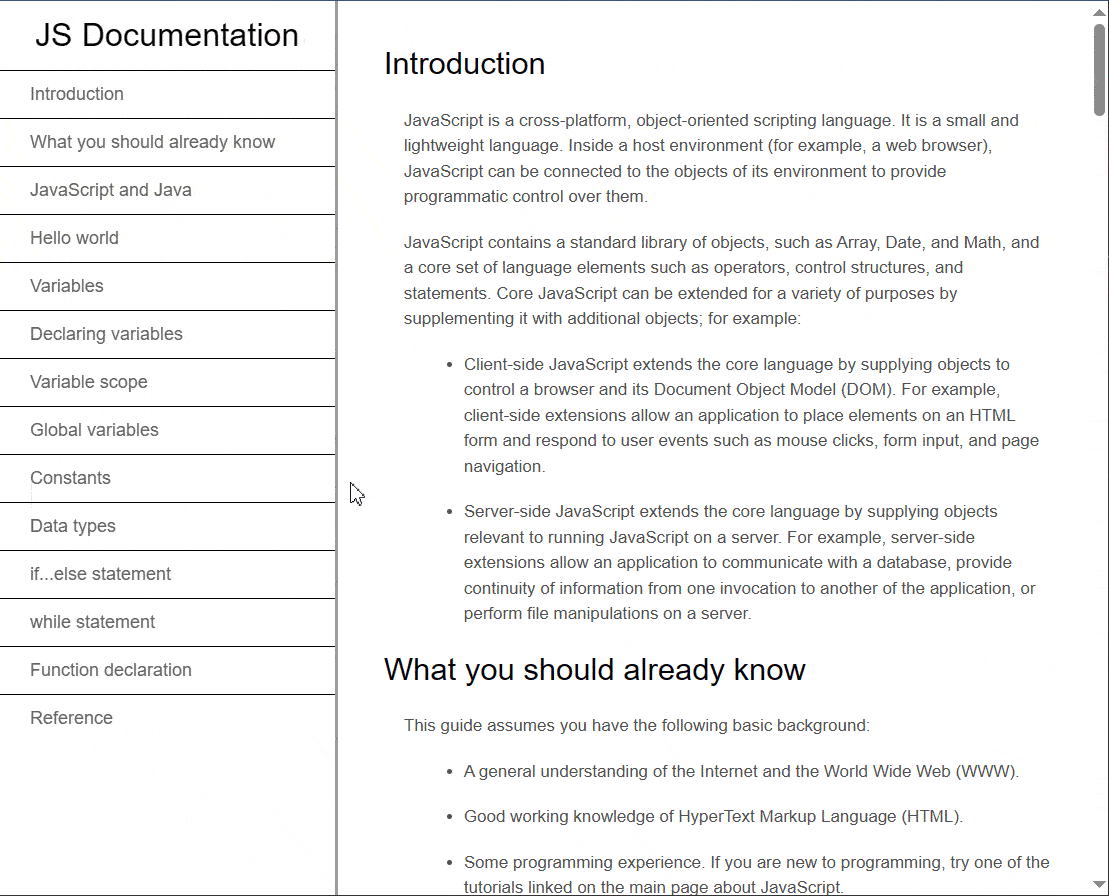 JS Documentation
Introduction
What you should already know
JavaScript and Java
Hello world
Variables
Declaring variables
Variable scope
Global variables
Constants
Data types
if...else statement
while statement
Function declaration
Reference
Introduction
JavaScript is a cross-platform, object-oriented scripting language. It is a small and
lightweight language. Inside a host environment (for example, a web browser),
JavaScript can be connected to the objects of its environment to provide
programmatic control over them.
JavaScript contains a standard library of objects, such as Array, Date, and Math, and
a core set of language elements such as operators, control structures, and
statements. Core JavaScript can be extended for a variety of purposes by
supplementing it with additional objects; for example:
• Client-side JavaScript extends the core language by supplying objects to
control a browser and its Document Object Model (DOM). For example,
client-side extensions allow an application to place elements on an HTML
form and respond to user events such as mouse clicks, form input, and page
navigation.
• Server-side JavaScript extends the core language by supplying objects
relevant to running JavaScript on a server. For example, server-side
extensions allow an application to communicate with a database, provide
continuity of information from one invocation to another of the application, or
perform file manipulations on a server.
What you should already know
This guide assumes you have the following basic background:
• A general understanding of the Internet and the World Wide Web (WWW).
• Good working knowledge of HyperText Markup Language (HTML).
• Some programming experience. If you are new to programming, try one of the
tutorials linked on the main page about JavaScript.